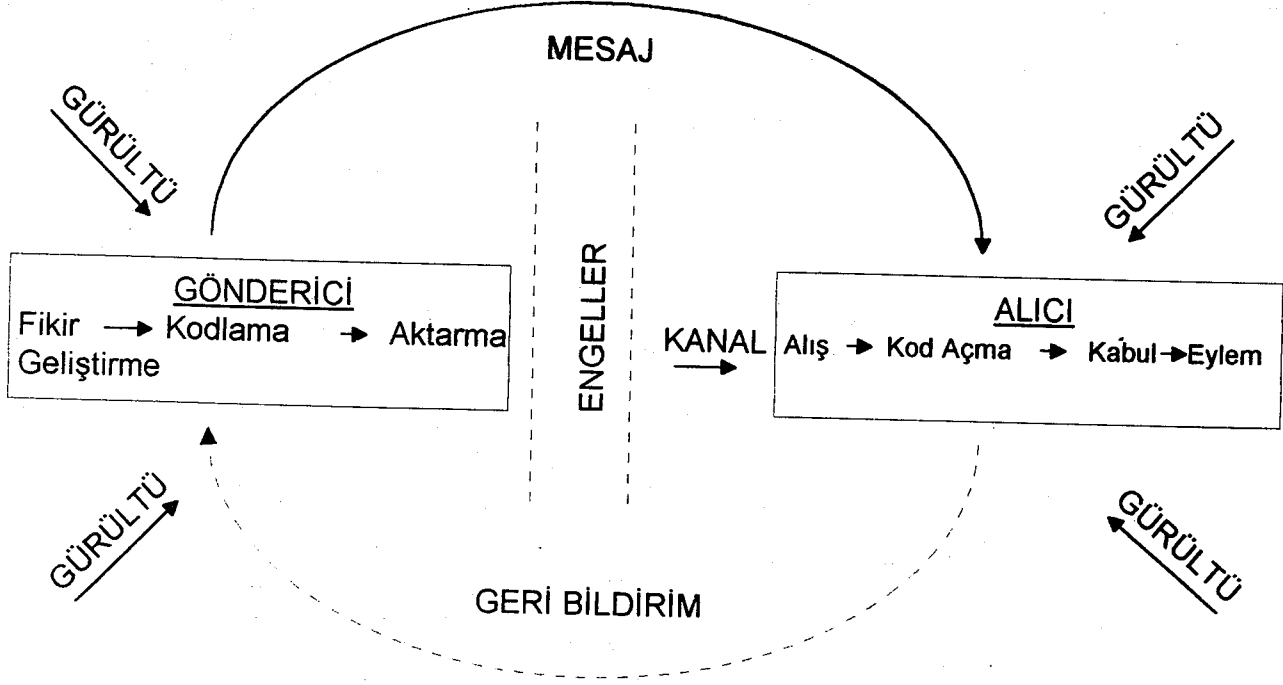 MESAJ
GÜRÜLTÜ
GÜRÜLTÜ
GÖNDERİCİ
Fikir → Kodlama → Aktarma
Geliştirme
ENGELLER
KANAL
→
ALICI
Alış → Kod Açma → Kabul → Eylem
GÜRÜLTÜ
GÜRÜLTÜ
GERİ BİLDİRİM